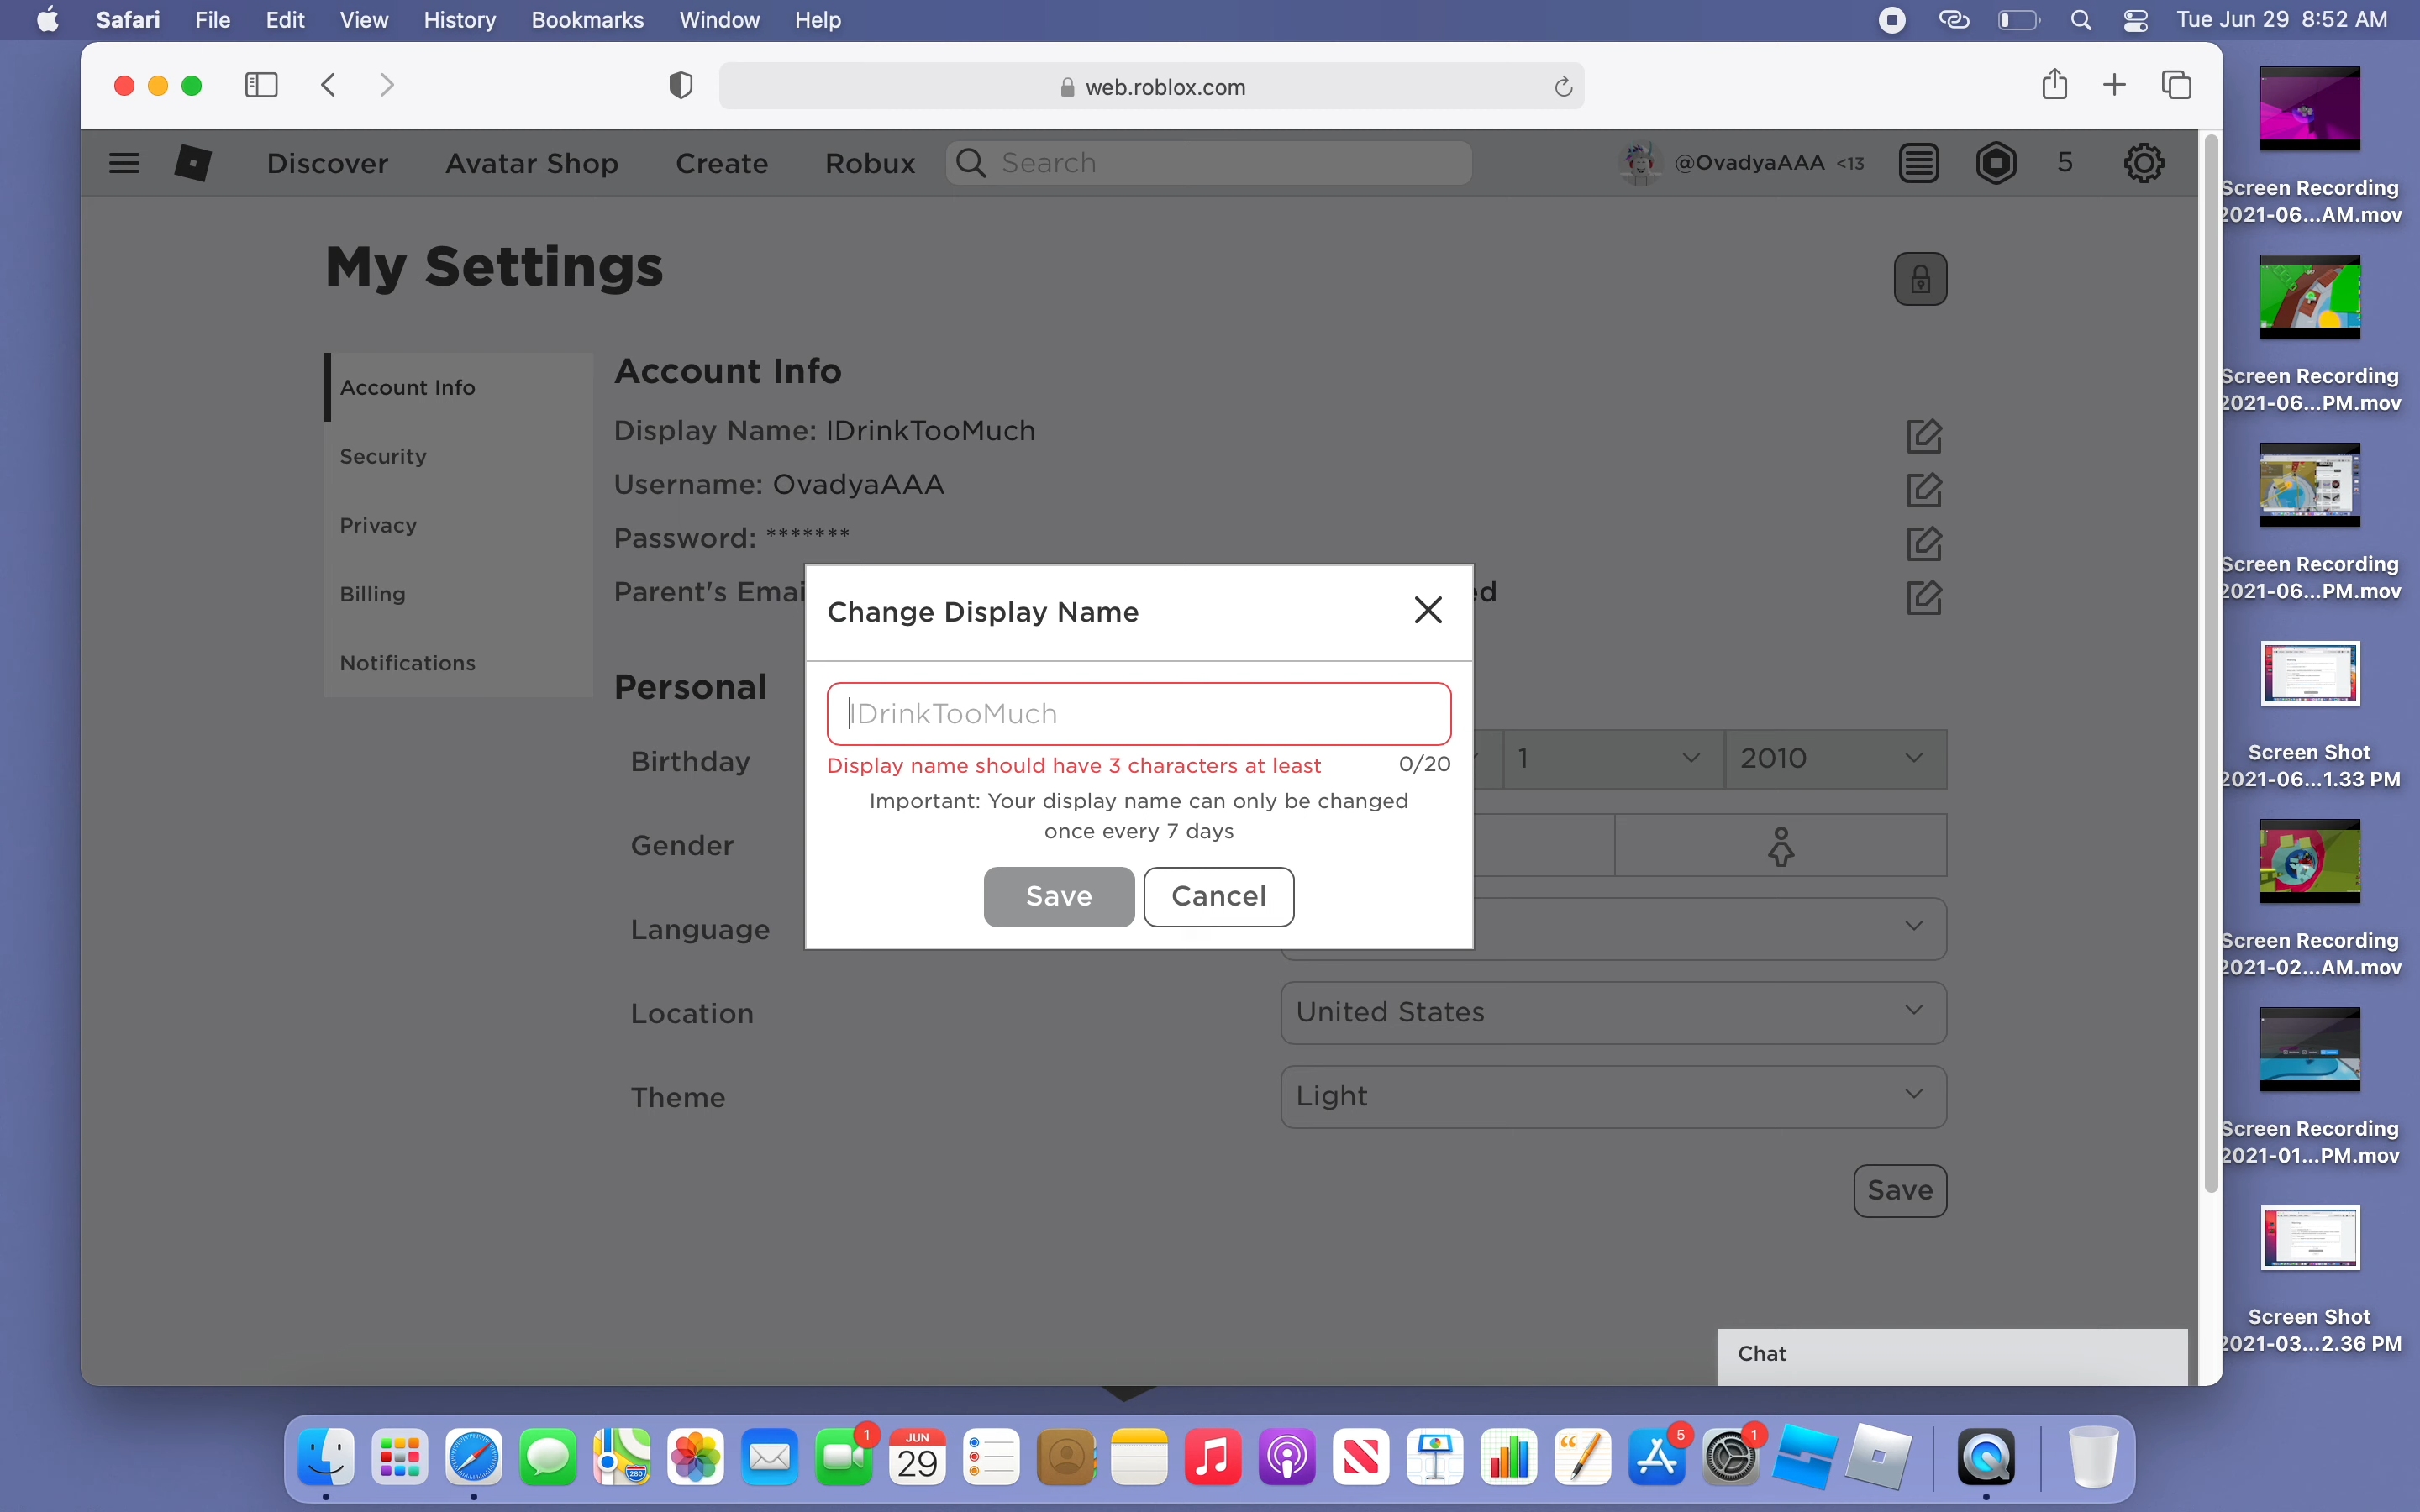 Safari File Edit View History Bookmarks Window Help Tue Jun 29 8:52 AM
web.roblox.com
Discover Avatar Shop Create Robux Search @OvadyaAAA <13 5
My Settings
Account Info
Security
Privacy
Billing
Notifications
Account Info
Display Name: IDrinkTooMuch
Username: OvadyaAAA
Password: *******
Parent's Emai
ed
Personal
Birthday
1 2010
Gender
Language
Location
United States
Theme
Light
Save
Change Display Name
IDrinkTooMuch
Display name should have 3 characters at least 0/20
Important: Your display name can only be changed
once every 7 days
Save Cancel
Chat
Screen Recording
2021-06...AM.mov
Screen Recording
2021-06...PM.mov
Screen Recording
2021-06...PM.mov
Screen Shot
2021-06...1.33 PM
Screen Recording
2021-02...AM.mov
Screen Recording
2021-01...PM.mov
Screen Shot
2021-03...2.36 PM
280
1
JUN
29
5
1